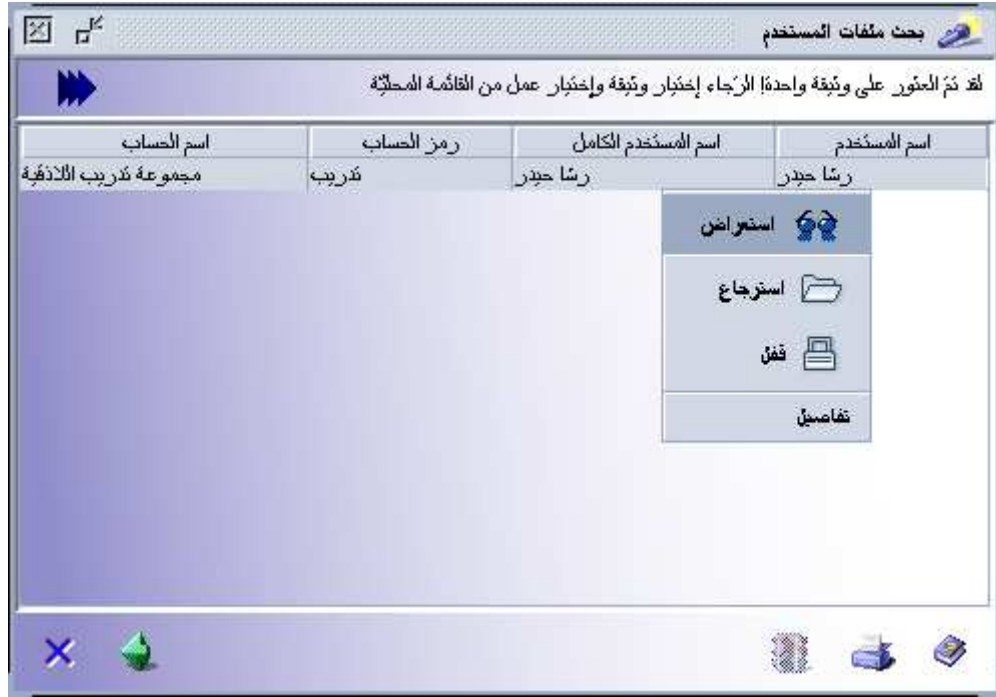 بحث ملفات المستخدم
لقد تمّ العثور على وثيقة واحدة! الرّجاء إختيار وثيقة وإختيار عمل من القائمة المحليّة
اسم المستخدم اسم المستخدم الكامل رمز الحساب اسم الحساب
رشا حيدر رشا حيدر تدريب مجموعة تدريب اللاذقية
استعراض
استرجاع
قفل
تفاصيل